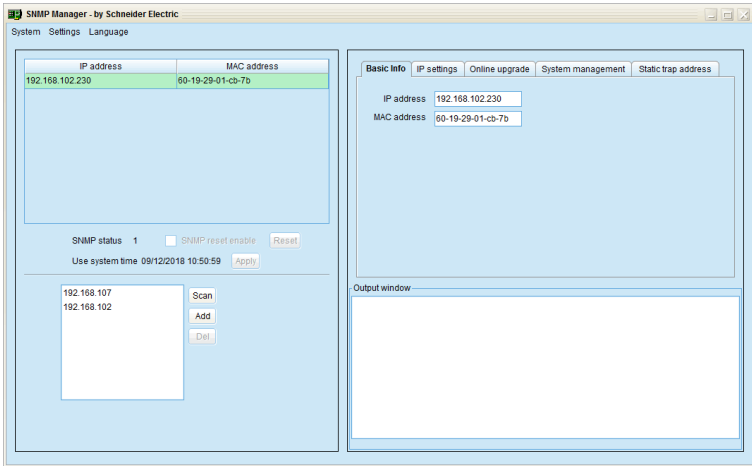 SNMP Manager - by Schneider Electric
System Settings Language
IP address MAC address
192.168.102.230 60-19-29-01-cb-7b
SNMP status 1 SNMP reset enable Reset
Use system time 09/12/2018 10:50:59 Apply
192.168.107
192.168.102
Scan
Add
Del
Basic Info IP settings Online upgrade System management Static trap address
IP address 192.168.102.230
MAC address 60-19-29-01-cb-7b
Output window